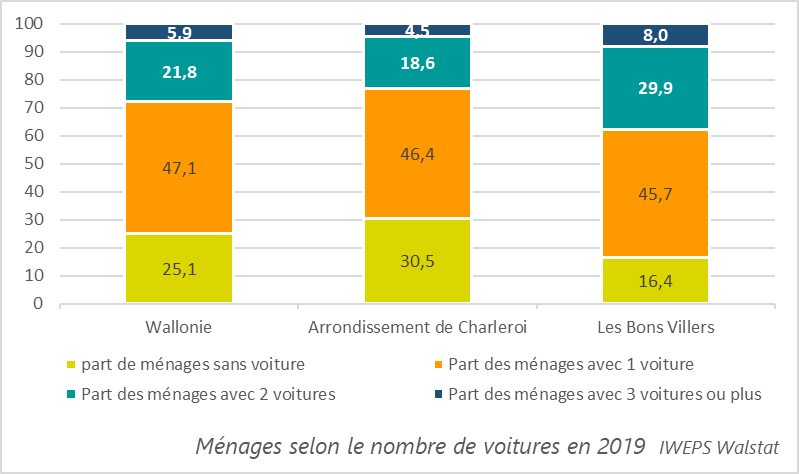 100
90
80
70
60
50
40
30
20
10
0
5,9
21,8
47,1
25,1
4,5
18,6
46,4
30,5
8,0
29,9
45,7
16,4
Wallonie
Arrondissement de Charleroi
Les Bons Villers
part de ménages sans voiture
Part des ménages avec 1 voiture
Part des ménages avec 2 voitures
Part des ménages avec 3 voitures ou plus
Ménages selon le nombre de voitures en 2019 IWEPS Walstat